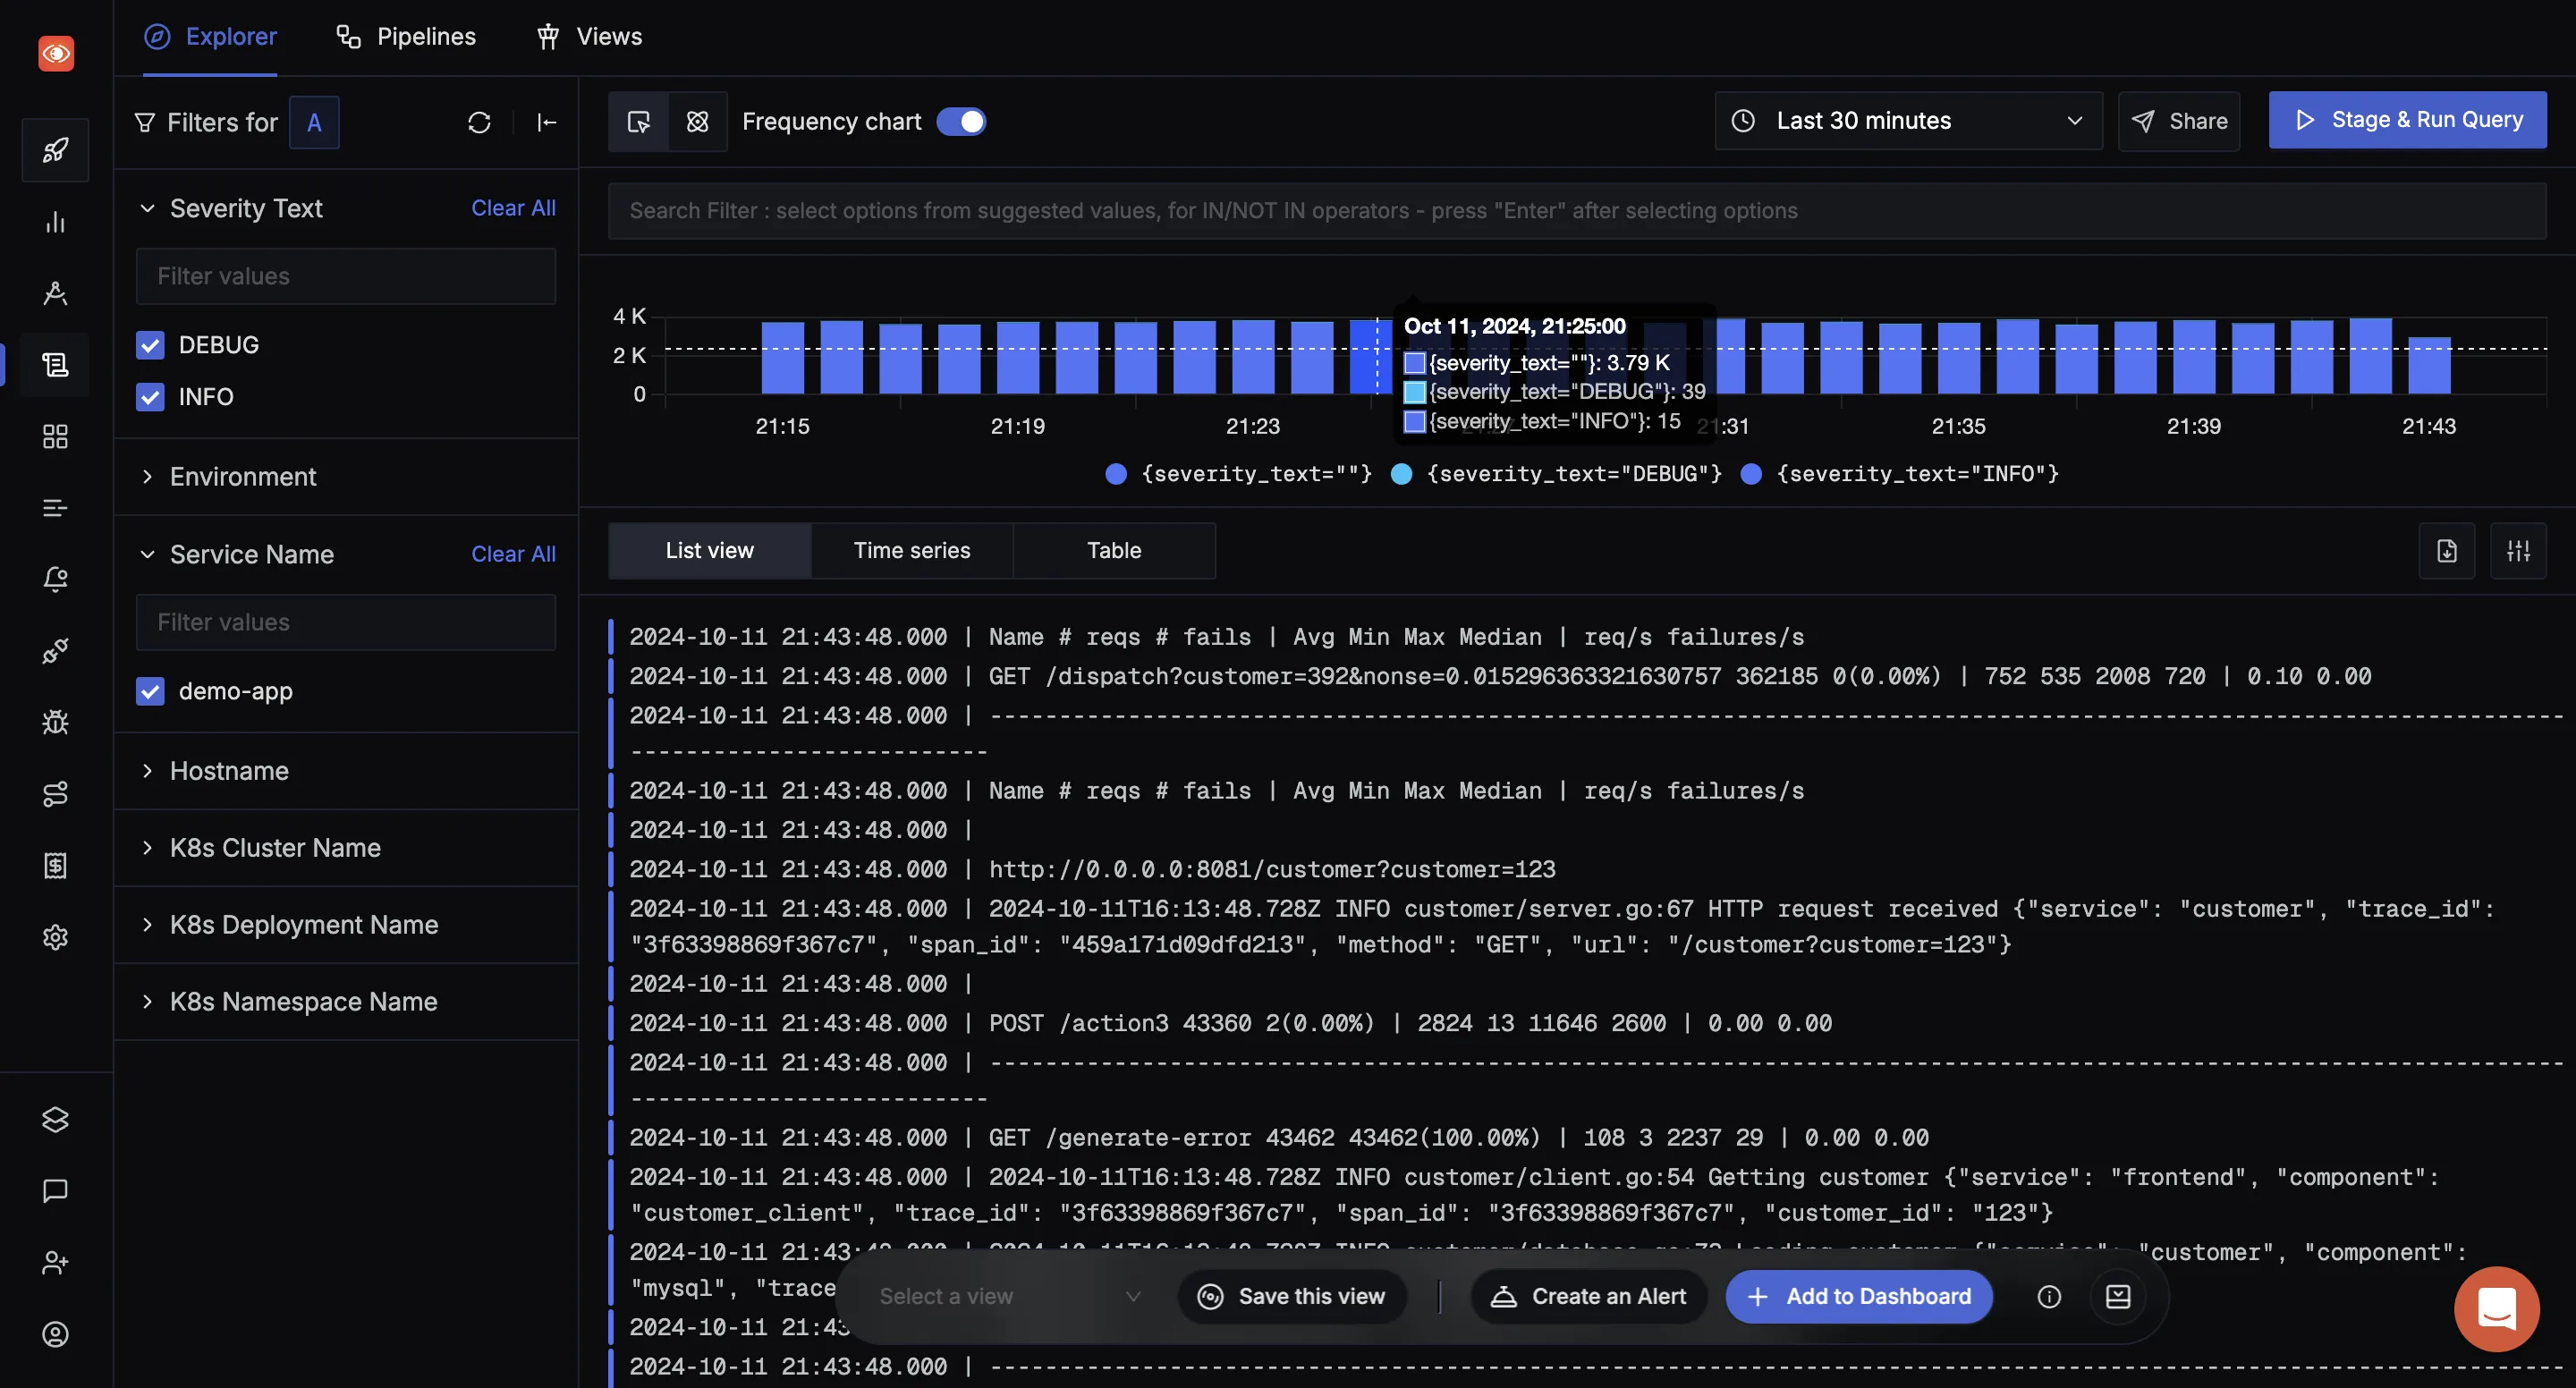 Explorer
Pipelines
Views
Filters for A
Frequency chart
Last 30 minutes
Share
Stage & Run Query
Severity Text
Clear All
Filter values
DEBUG
INFO
Environment
Service Name
Clear All
Filter values
demo-app
Hostname
K8s Cluster Name
K8s Deployment Name
K8s Namespace Name
Search Filter : select options from suggested values, for IN/NOT IN operators - press "Enter" after selecting options
4 K
2 K
0
Oct 11, 2024, 21:25:00
{severity_text=""}: 3.79 K
{severity_text="DEBUG"}: 39
{severity_text="INFO"}: 15
21:15 21:19 21:23 21:31 21:35 21:39 21:43
{severity_text=""} {severity_text="DEBUG"} {severity_text="INFO"}
List view
Time series
Table
2024-10-11 21:43:48.000 | Name # reqs # fails | Avg Min Max Median | req/s failures/s
2024-10-11 21:43:48.000 | GET /dispatch?customer=392&nonse=0.015296363321630757 362185 0(0.00%) | 752 535 2008 720 | 0.10 0.00
2024-10-11 21:43:48.000 | ------------------------------------------------------------------------------------------------------------------
--------------------------
2024-10-11 21:43:48.000 | Name # reqs # fails | Avg Min Max Median | req/s failures/s
2024-10-11 21:43:48.000 |
2024-10-11 21:43:48.000 | http://0.0.0.0:8081/customer?customer=123
2024-10-11 21:43:48.000 | 2024-10-11T16:13:48.728Z INFO customer/server.go:67 HTTP request received {"service": "customer", "trace_id":
"3f63398869f367c7", "span_id": "459a171d09dfd213", "method": "GET", "url": "/customer?customer=123"}
2024-10-11 21:43:48.000 |
2024-10-11 21:43:48.000 | POST /action3 43360 2(0.00%) | 2824 13 11646 2600 | 0.00 0.00
2024-10-11 21:43:48.000 | ------------------------------------------------------------------------------------------------------------------
--------------------------
2024-10-11 21:43:48.000 | GET /generate-error 43462 43462(100.00%) | 108 3 2237 29 | 0.00 0.00
2024-10-11 21:43:48.000 | 2024-10-11T16:13:48.728Z INFO customer/client.go:54 Getting customer {"service": "frontend", "component":
"customer_client", "trace_id": "3f63398869f367c7", "span_id": "3f63398869f367c7", "customer_id": "123"}
2024-10-11 21:43:48.000 | 2024-10-11T16:13:48.728Z INFO customer/database.go:73 Loading customer {"service": "customer", "component":
"mysql", "trace
2024-10-11 21:43
2024-10-11 21:43:48.000 | ------------------------------------------------------------------------------------------------------------------
Select a view
Save this view
Create an Alert
Add to Dashboard